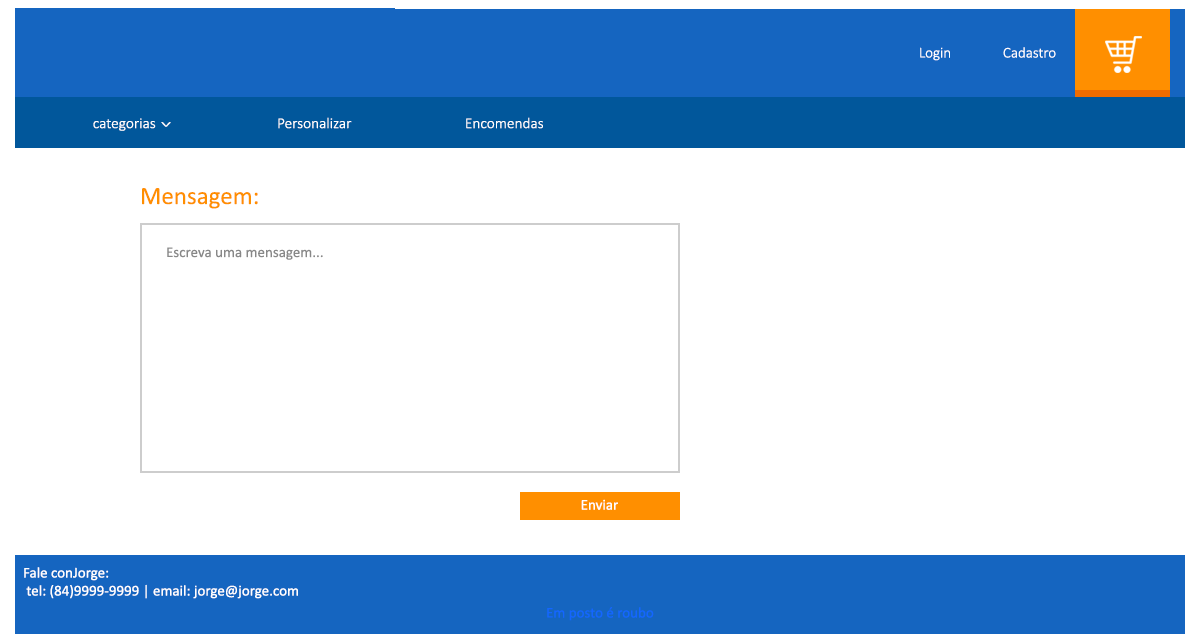 Login Cadastro
categorias Personalizar Encomendas
Mensagem:
Escreva uma mensagem...
Enviar
Fale conJorge:
tel: (84)9999-9999 | email: jorge@jorge.com
Em posto é roubo